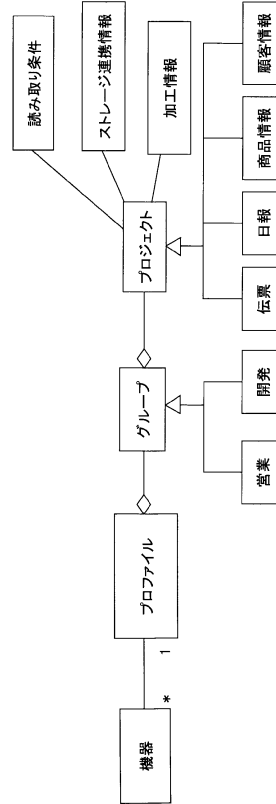 機器
*
1
プロファイル
グループ
営業
開発
プロジェクト
読み取り条件
ストレージ連携情報
加工情報
伝票
日報
商品情報
顧客情報